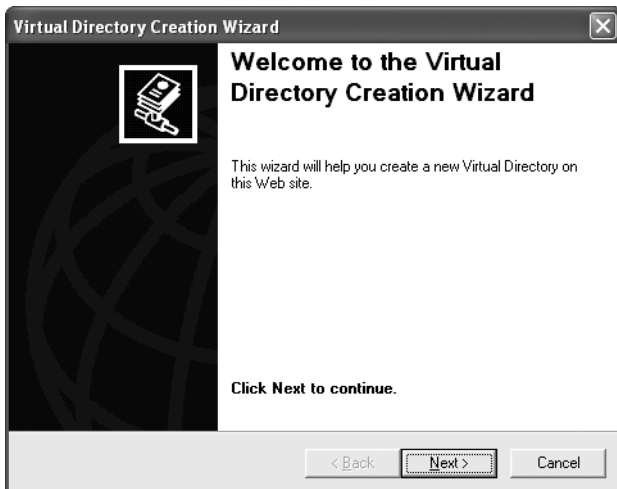 Virtual Directory Creation Wizard
Welcome to the Virtual
Directory Creation Wizard
This wizard will help you create a new Virtual Directory on
this Web site.
Click Next to continue.
< Back
Next >
Cancel